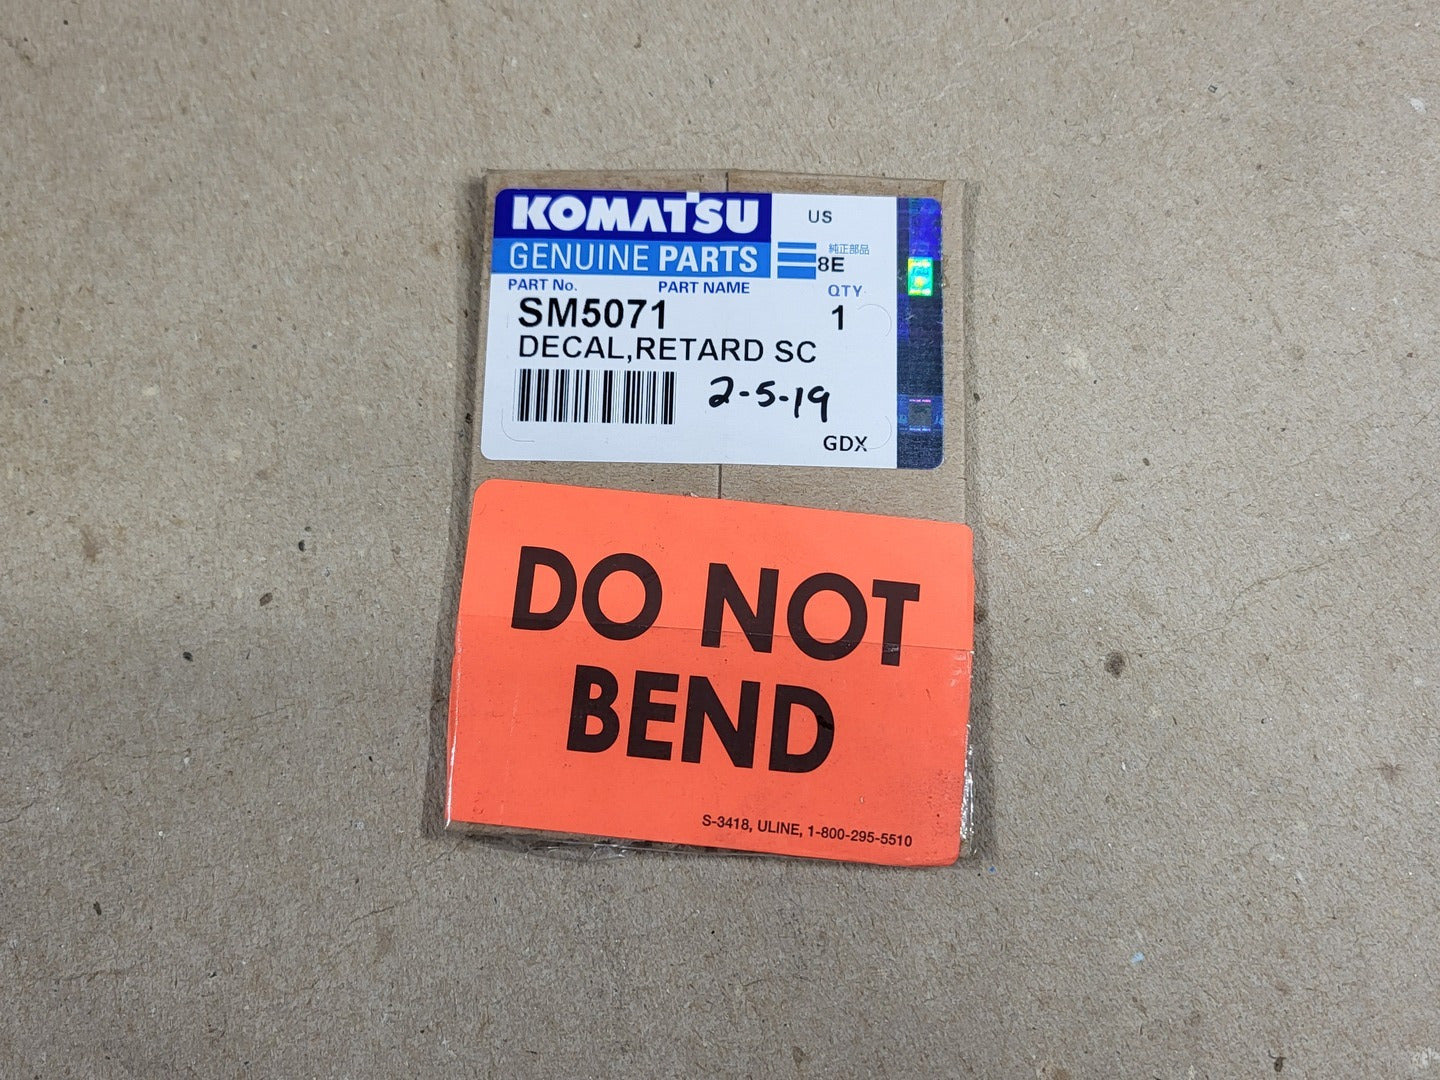 KOMATSU
US
GENUINE PARTS
純正部品
8E
PART No. PART NAME QTY
SM5071 1
DECAL,RETARD SC
2-5-19
GDX
DO NOT
BEND
S-3418, ULINE, 1-800-295-5510